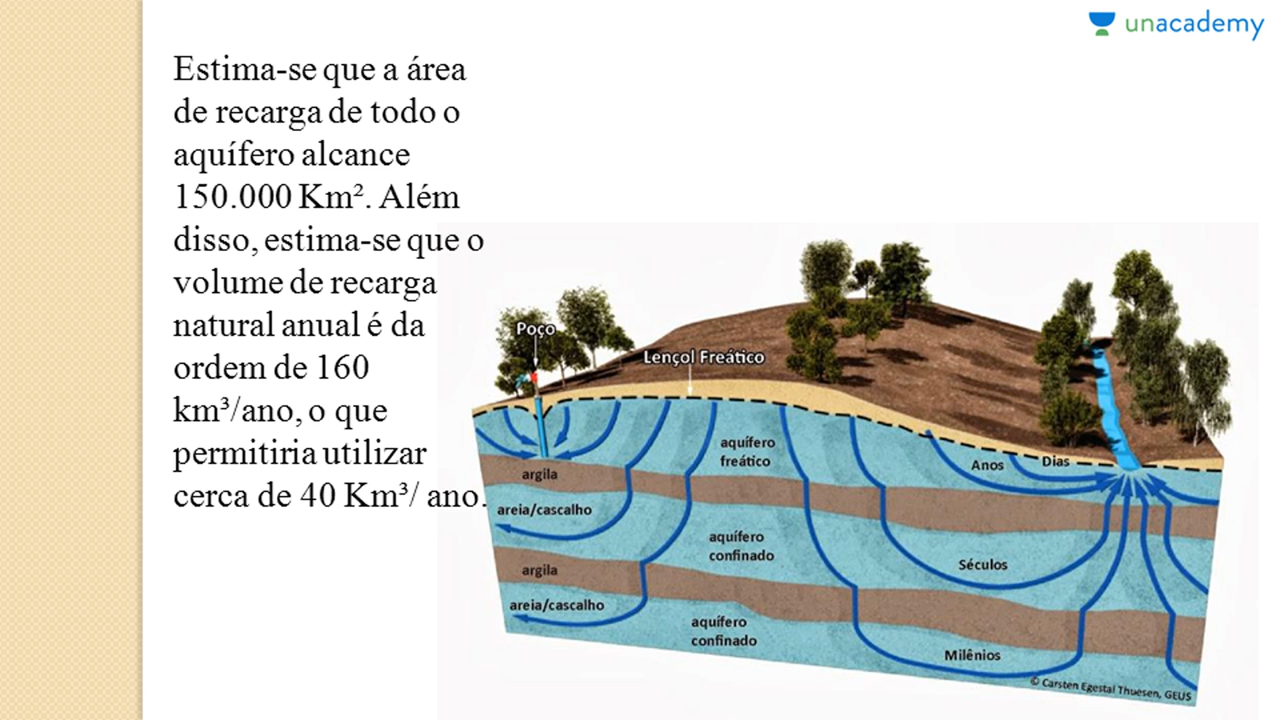 unacademy
Estima-se que a área
de recarga de todo o
aquífero alcance
150.000 Km². Além
disso, estima-se que o
volume de recarga
natural anual é da
ordem de 160
km³/ano, o que
permitiria utilizar
cerca de 40 Km³/ ano.
Poço
Lençol Freático
aquífero
freático
Anos
Dias
argila
areia/cascalho
aquífero
confinado
Séculos
argila
areia/cascalho
aquífero
confinado
Milênios
© Carsten Egestal Thuesen, GEUS